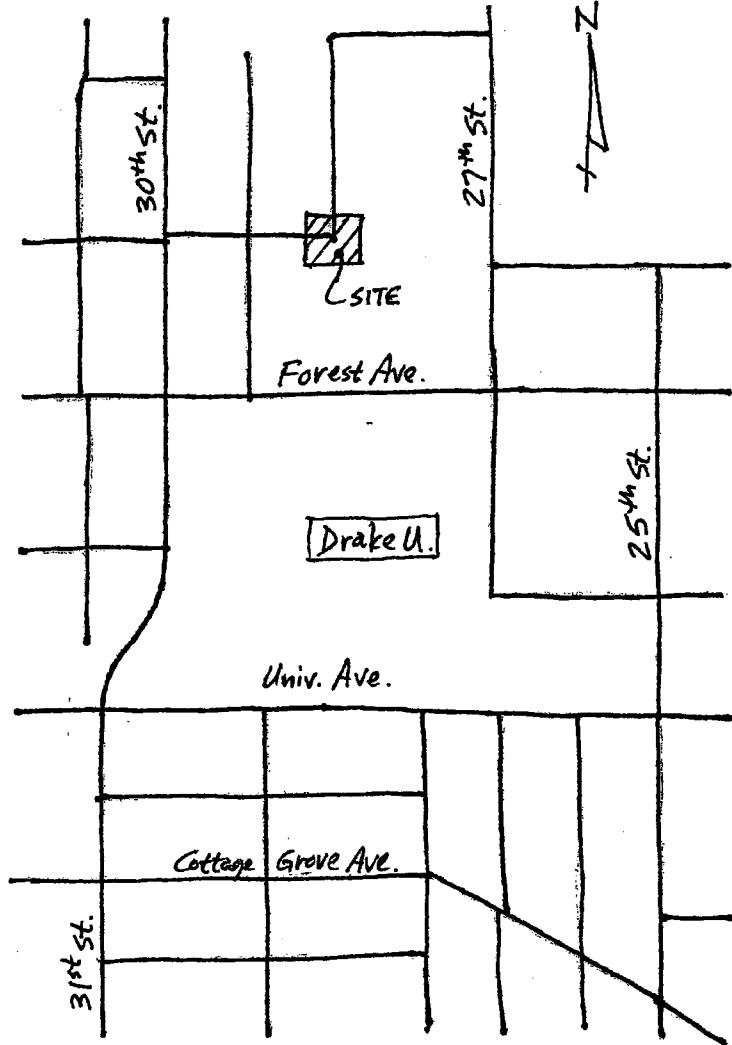 N
30th St.
27th St.
SITE
Forest Ave.
25th St.
Drake U.
Univ. Ave.
Cottage Grove Ave.
31st St.